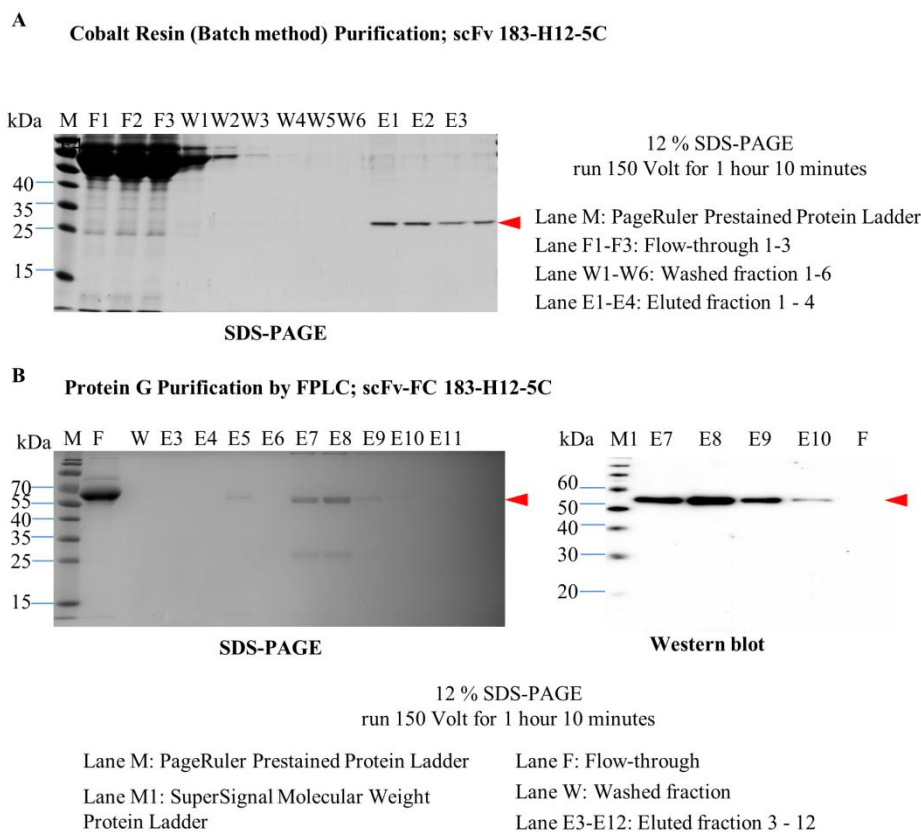 A
Cobalt Resin (Batch method) Purification; scFv 183-H12-5C
kDa M F1 F2 F3 W1 W2 W3 W4 W5 W6 E1 E2 E3
40
35
25
15
12 % SDS-PAGE
run 150 Volt for 1 hour 10 minutes
Lane M: PageRuler Prestained Protein Ladder
Lane F1-F3: Flow-through 1-3
Lane W1-W6: Washed fraction 1-6
Lane E1-E4: Eluted fraction 1 - 4
SDS-PAGE
B
Protein G Purification by FPLC; scFv-FC 183-H12-5C
kDa M F W E3 E4 E5 E6 E7 E8 E9 E10 E11
70
55
40
35
25
15
SDS-PAGE
kDa M1 E7 E8 E9 E10 F
60
50
40
30
20
Western blot
12 % SDS-PAGE
run 150 Volt for 1 hour 10 minutes
Lane M: PageRuler Prestained Protein Ladder
Lane M1: SuperSignal Molecular Weight
Protein Ladder
Lane F: Flow-through
Lane W: Washed fraction
Lane E3-E12: Eluted fraction 3 - 12